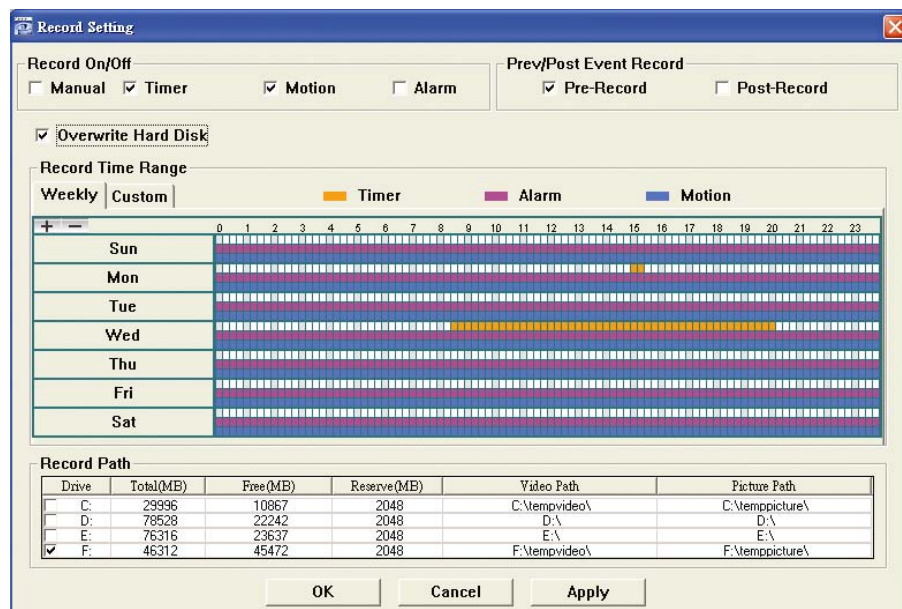 Record Setting
Record On/Off
Manual Timer Motion Alarm
Prev/Post Event Record
Pre-Record Post-Record
Overwrite Hard Disk
Record Time Range
Weekly Custom
Timer Alarm Motion
+ − 0 1 2 3 4 5 6 7 8 9 10 11 12 13 14 15 16 17 18 19 20 21 22 23
Sun
Mon
Tue
Wed
Thu
Fri
Sat
Record Path
Drive Total(MB) Free(MB) Reserve(MB) Video Path Picture Path
C: 29996 10867 2048 C:\tempvideo\ C:\temppicture\
D: 78528 22242 2048 D:\ D:\
E: 76316 23637 2048 E:\ E:\
F: 46312 45472 2048 F:\tempvideo\ F:\temppicture\
OK Cancel Apply